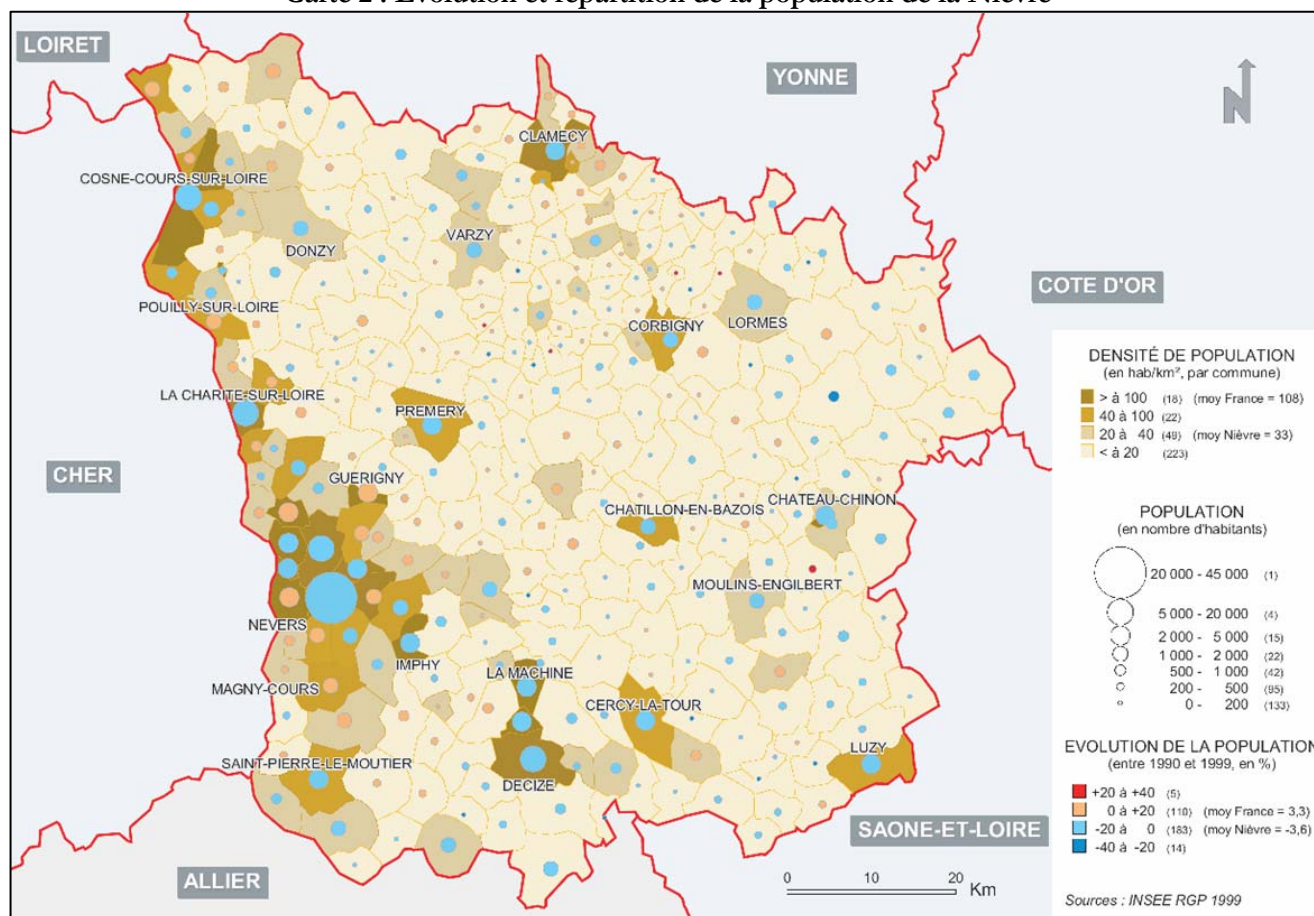 Carte 2 : Evolution et répartition de la population de la Nièvre
LOIRET
YONNE
N
CLAMECY
COSNE-COURS-SUR-LOIRE
DONZY
VARZY
COTE D'OR
POUILLY-SUR-LOIRE
CORBIGNY
LORMES
LA CHARITE-SUR-LOIRE
PREMERY
CHER
GUERIGNY
CHATILLON-EN-BAZOIS
CHATEAU-CHINON
MOULINS-ENGILBERT
NEVERS
IMPHY
LA MACHINE
MAGNY-COURS
CERCY-LA-TOUR
SAINT-PIERRE-LE-MOUTIER
DECIZE
LUZY
SAONE-ET-LOIRE
ALLIER
0 10 20 Km
DENSITÉ DE POPULATION
(en hab/km², par commune)
> à 100 (18) (moy France = 108)
40 à 100 (22)
20 à 40 (49) (moy Nièvre = 33)
< à 20 (223)
POPULATION
(en nombre d'habitants)
20 000 - 45 000 (1)
5 000 - 20 000 (4)
2 000 - 5 000 (15)
1 000 - 2 000 (22)
500 - 1 000 (42)
200 - 500 (95)
0 - 200 (133)
EVOLUTION DE LA POPULATION
(entre 1990 et 1999, en %)
+20 à +40 (5)
0 à +20 (110) (moy France = 3,3)
-20 à 0 (183) (moy Nièvre = -3,6)
-40 à -20 (14)
Sources : INSEE RGP 1999